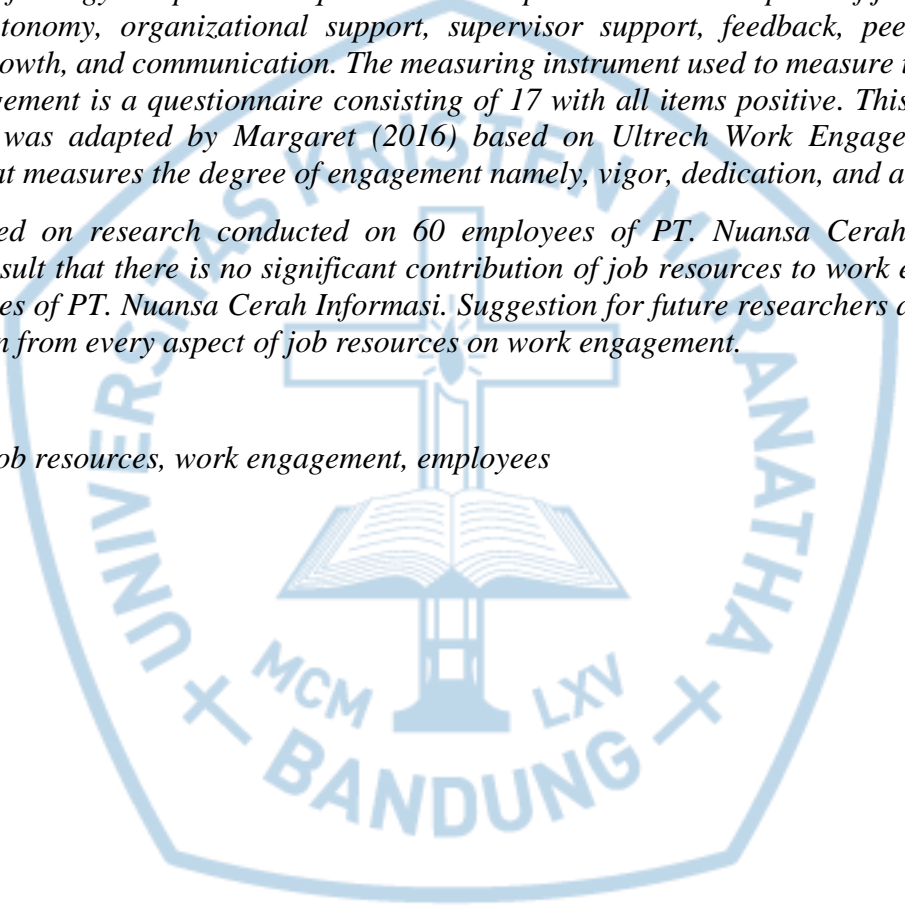 tonomy, organizational support, supervisor support, feedback, pee
owth, and communication. The measuring instrument used to measure
gement is a questionnaire consisting of 17 with all items positive. This
was adapted by Margaret (2016) based on Ultrech Work Engage
at measures the degree of engagement namely, vigor, dedication, and a
ed on research conducted on 60 employees of PT. Nuansa Cerah
sult that there is no significant contribution of job resources to work e
es of PT. Nuansa Cerah Informasi. Suggestion for future researchers
n from every aspect of job resources on work engagement.
ob resources, work engagement, employees
UNIVERSITAS KRISTEN MARANATHA
MCM LXV
BANDUNG